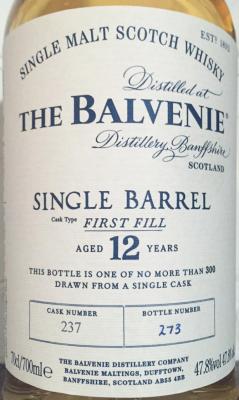 SINGLE MALT SCOTCH WHISKY
ESTD 1892
Distilled at
THE BALVENIE®
Distillery, Banffshire
SCOTLAND
SINGLE BARREL
Cask Type FIRST FILL
AGED 12 YEARS
THIS BOTTLE IS ONE OF NO MORE THAN 300
DRAWN FROM A SINGLE CASK
CASK NUMBER
237
BOTTLE NUMBER
273
70cl/700ml e
THE BALVENIE DISTILLERY COMPANY
BALVENIE MALTINGS, DUFFTOWN,
BANFFSHIRE, SCOTLAND AB55 4BB
47.8%vol